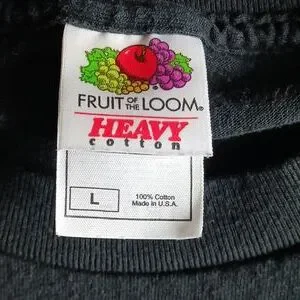 FRUIT OF THE LOOM®
HEAVY
cotton
L
100% Cotton
Made in U.S.A.